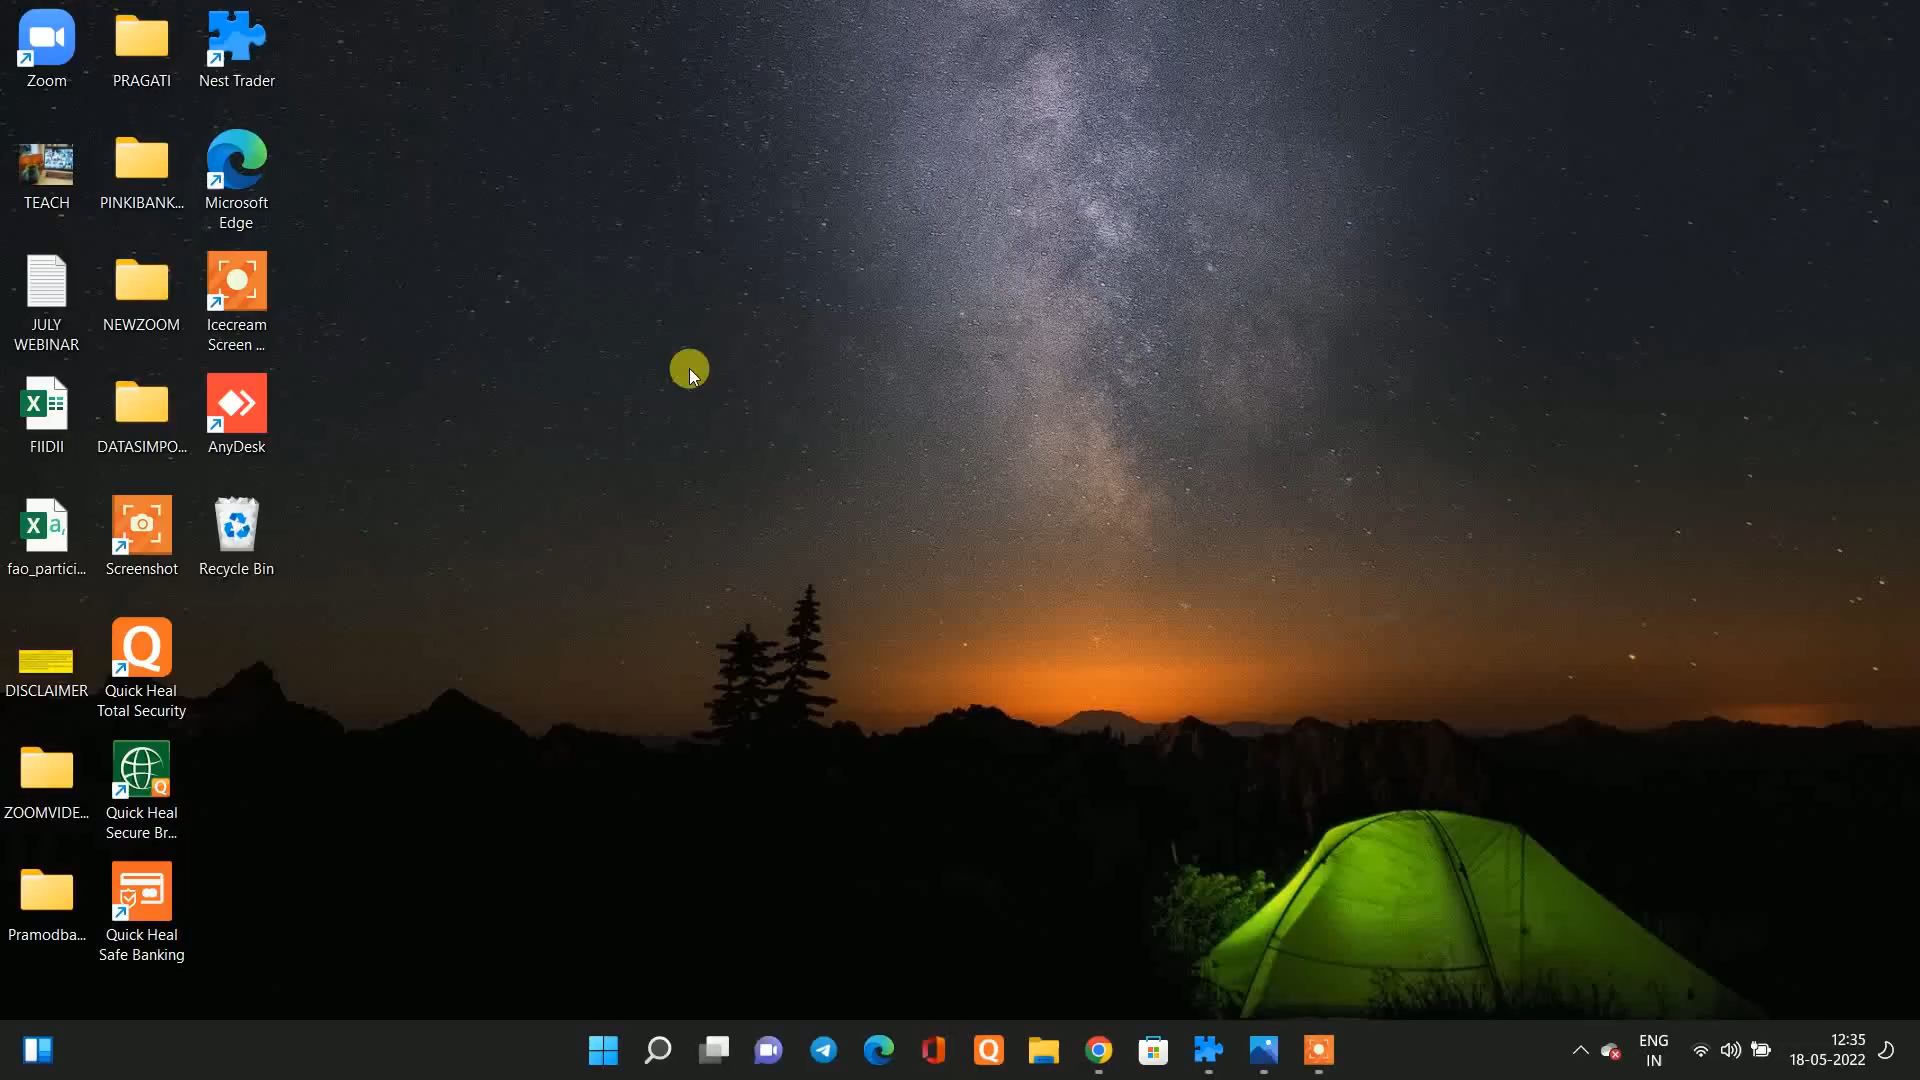 Zoom
PRAGATI
Nest Trader
TEACH
PINKIBANK...
Microsoft
Edge
JULY
WEBINAR
NEWZOOM
Icecream
Screen ...
FIIDII
DATASIMPO...
AnyDesk
fao_partici...
Screenshot
Recycle Bin
DISCLAIMER
Quick Heal
Total Security
ZOOMVIDE...
Quick Heal
Secure Br...
Pramodba...
Quick Heal
Safe Banking
ENG
IN
12:35
18-05-2022